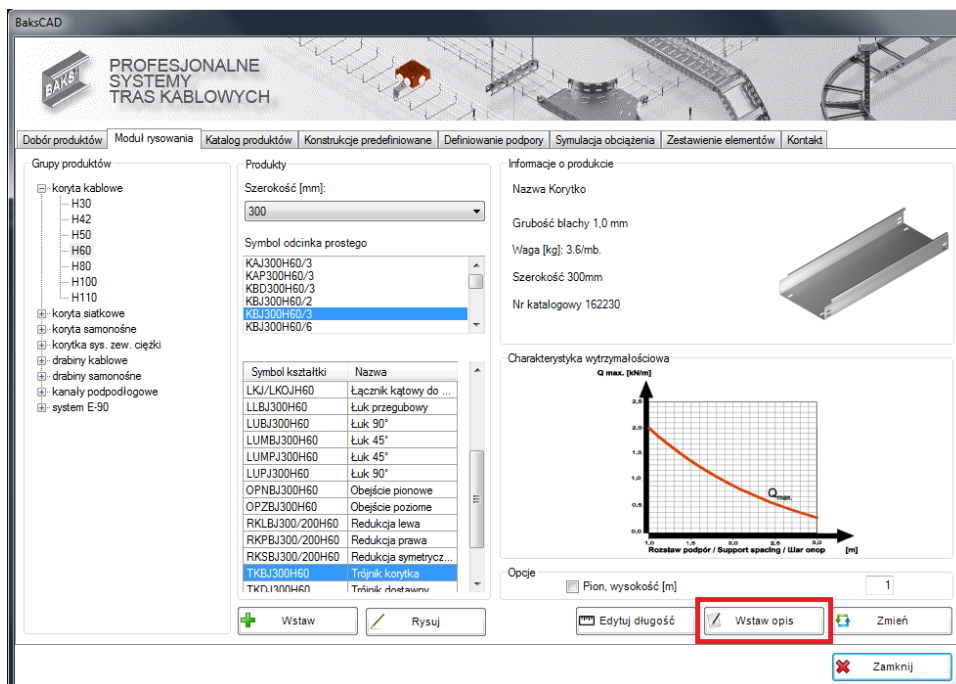 BaksCAD
BAKS
PROFESJONALNE
SYSTEMY
TRAS KABLOWYCH
Dobór produktów
Moduł rysowania
Katalog produktów
Konstrukcje predefiniowane
Definiowanie podpory
Symulacja obciążenia
Zestawienie elementów
Kontakt
Grupy produktów
koryta kablowe
H30
H42
H50
H60
H80
H100
H110
koryta siatkowe
koryta samonośne
korytka sys. zew. ciężki
drabiny kablowe
drabiny samonośne
kanały podpodłogowe
system E-90
Produkty
Szerokość [mm]:
300
Symbol odcinka prostego
KAJ300H60/3
KAP300H60/3
KBD300H60/3
KBJ300H60/2
KBJ300H60/3
KBJ300H60/6
Symbol kształtki Nazwa
LKJ/LKOJH60 Łącznik kątowy do ...
LLBJ300H60 Łuk przegubowy
LUBJ300H60 Łuk 90°
LUMBJ300H60 Łuk 45°
LUMPJ300H60 Łuk 45°
LUPJ300H60 Łuk 90°
OPNBJ300H60 Obejście pionowe
OPZBJ300H60 Obejście poziome
RKLBJ300/200H60 Redukcja lewa
RKPBJ300/200H60 Redukcja prawa
RKSBJ300/200H60 Redukcja symetrycz...
TKBJ300H60 Trójnik korytka
TKDJ300H60 Trójnik dostawny
Wstaw
Rysuj
Informacje o produkcie
Nazwa Korytko
Grubość blachy 1,0 mm
Waga [kg]: 3.6/mb.
Szerokość 300mm
Nr katalogowy 162230
Charakterystyka wytrzymałościowa
Q max. [kN/m]
2,5
2,0
1,5
1,0
0,5
0,0
Qmax.
1,0 1,5 2,0 2,5 3,0
Rozstaw podpór / Support spacing / Шаг опор [m]
Opcje
Pion, wysokość [m]
1
Edytuj długość
Wstaw opis
Zmień
Zamknij